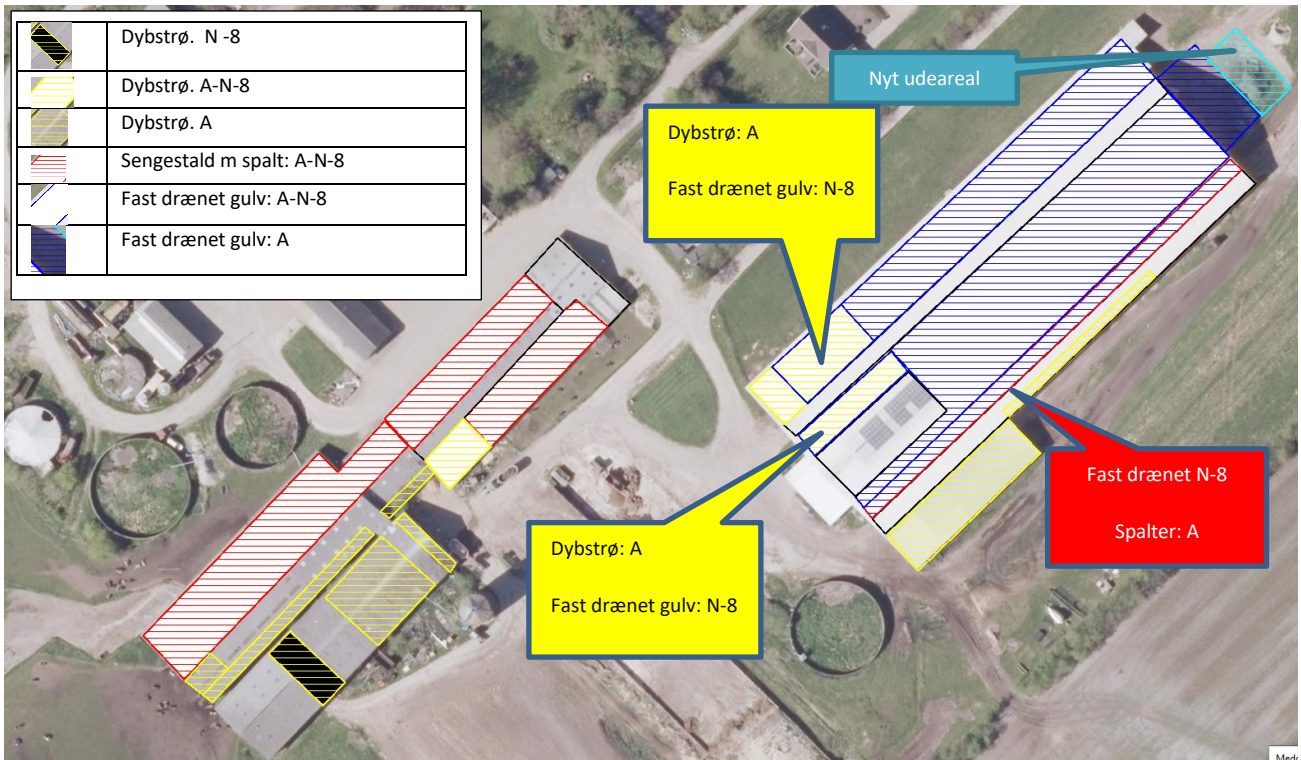 Dybstrø. N -8
Dybstrø. A-N-8
Dybstrø. A
Sengestald m spalt: A-N-8
Fast drænet gulv: A-N-8
Fast drænet gulv: A
Nyt udeareal
Dybstrø: A
Fast drænet gulv: N-8
Dybstrø: A
Fast drænet gulv: N-8
Fast drænet N-8
Spalter: A